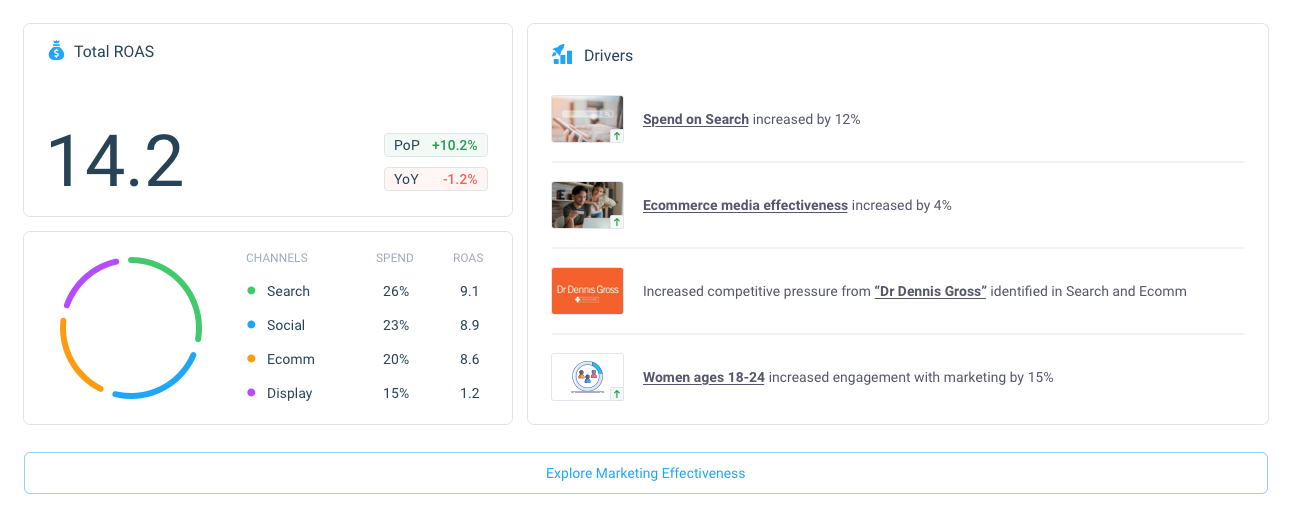 Total ROAS
14.2
PoP +10.2%
YoY -1.2%
CHANNELS SPEND ROAS
Search 26% 9.1
Social 23% 8.9
Ecomm 20% 8.6
Display 15% 1.2
Drivers
Spend on Search increased by 12%
Ecommerce media effectiveness increased by 4%
Dr Dennis Gross
Increased competitive pressure from “Dr Dennis Gross” identified in Search and Ecomm
Women ages 18-24 increased engagement with marketing by 15%
Explore Marketing Effectiveness